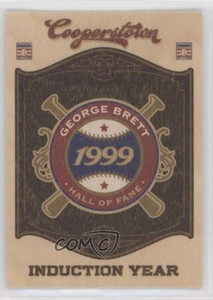 Cooperstown
GEORGE BRETT
1999
HALL OF FAME
INDUCTION YEAR